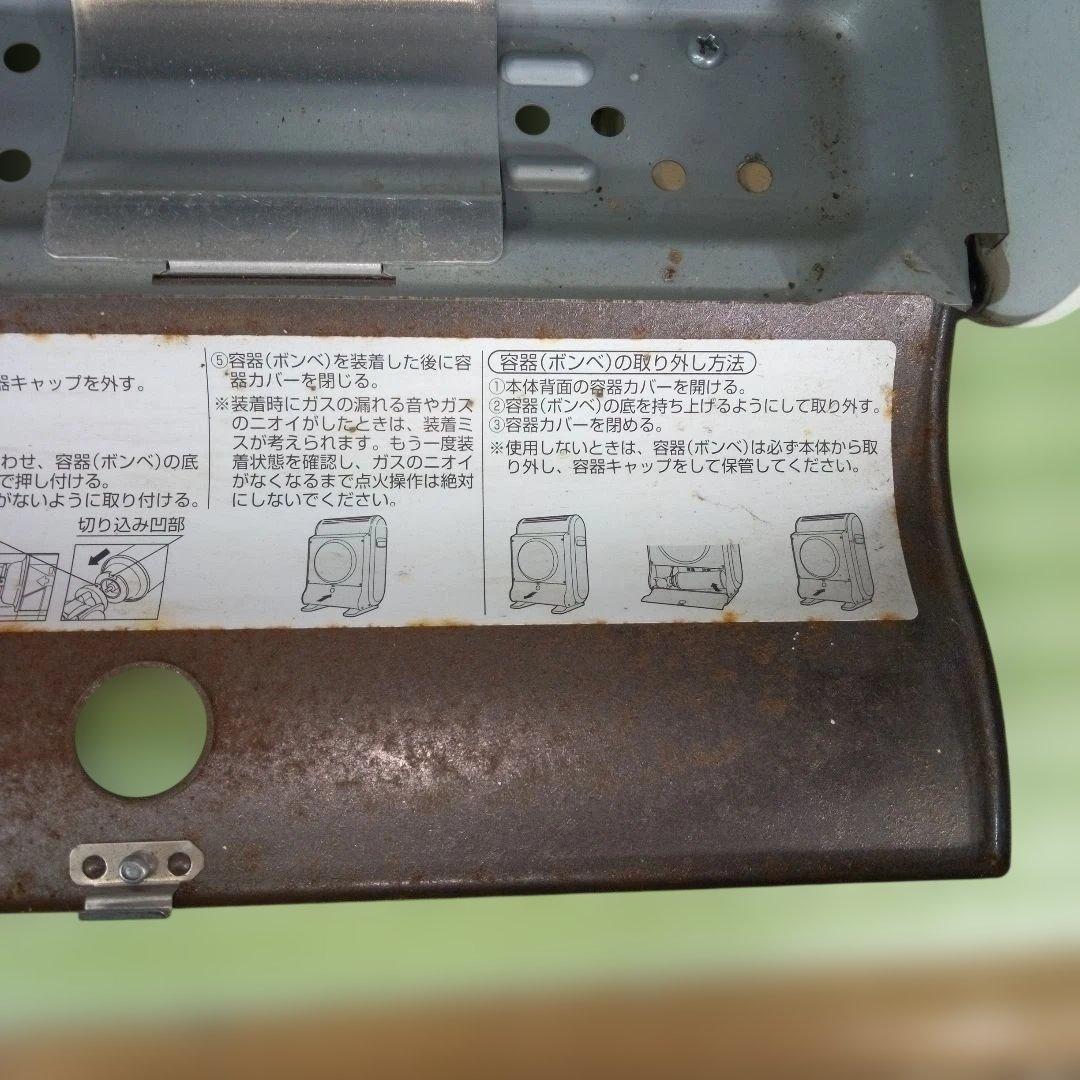 器キャップを外す。
わせ、容器(ボンベ)の底
で押し付ける。
がないように取り付ける。
切り込み凹部
⑤容器(ボンベ)を装着した後に容
器カバーを閉じる。
※装着時にガスの漏れる音やガス
のニオイがしたときは、装着ミ
スが考えられます。もう一度装
着状態を確認し、ガスのニオイ
がなくなるまで点火操作は絶対
にしないでください。
容器(ボンベ)の取り外し方法
①本体背面の容器カバーを開ける。
②容器(ボンベ)の底を持ち上げるようにして取り外す。
③容器カバーを閉める。
※使用しないときは、容器(ボンベ)は必ず本体から取
り外し、容器キャップをして保管してください。